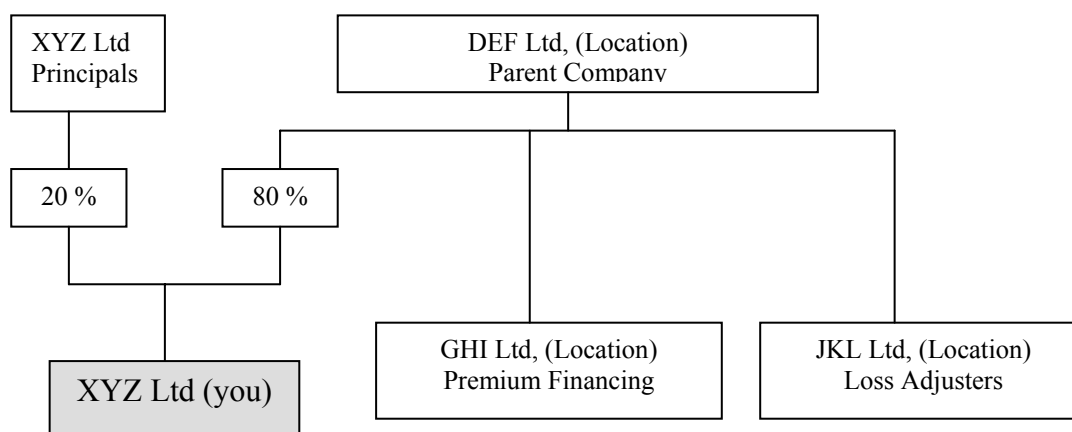 XYZ Ltd
Principals
DEF Ltd, (Location)
Parent Company
20 %
80 %
GHI Ltd, (Location)
Premium Financing
JKL Ltd, (Location)
Loss Adjusters
XYZ Ltd (you)